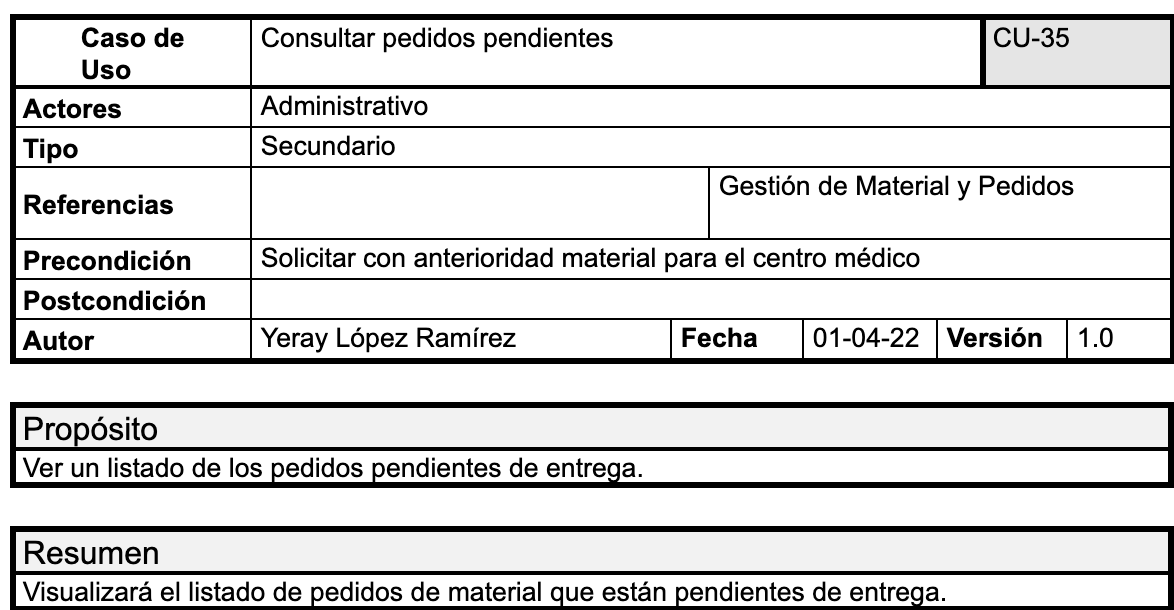 Caso de Uso Consultar pedidos pendientes CU-35
Actores Administrativo
Tipo Secundario
Referencias Gestión de Material y Pedidos
Precondición Solicitar con anterioridad material para el centro médico
Postcondición
Autor Yeray López Ramírez Fecha 01-04-22 Versión 1.0
Propósito
Ver un listado de los pedidos pendientes de entrega.
Resumen
Visualizará el listado de pedidos de material que están pendientes de entrega.